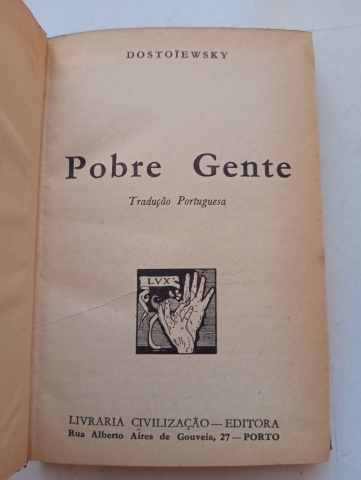 DOSTOÏEWSKY
Pobre Gente
Tradução Portuguesa
LVX
LIVRARIA CIVILIZAÇÃO — EDITORA
Rua Alberto Aires de Gouveia, 27 — PORTO